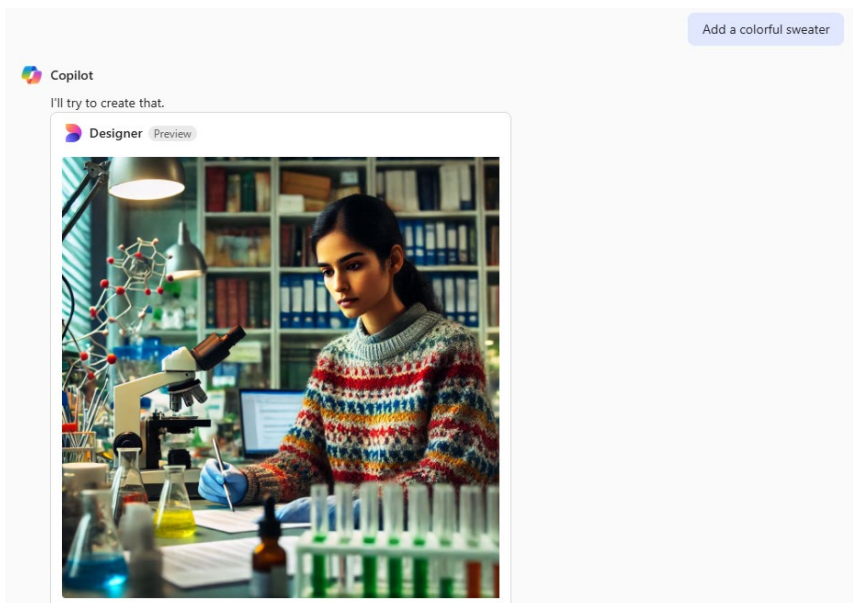 Add a colorful sweater
Copilot
I'll try to create that.
Designer Preview